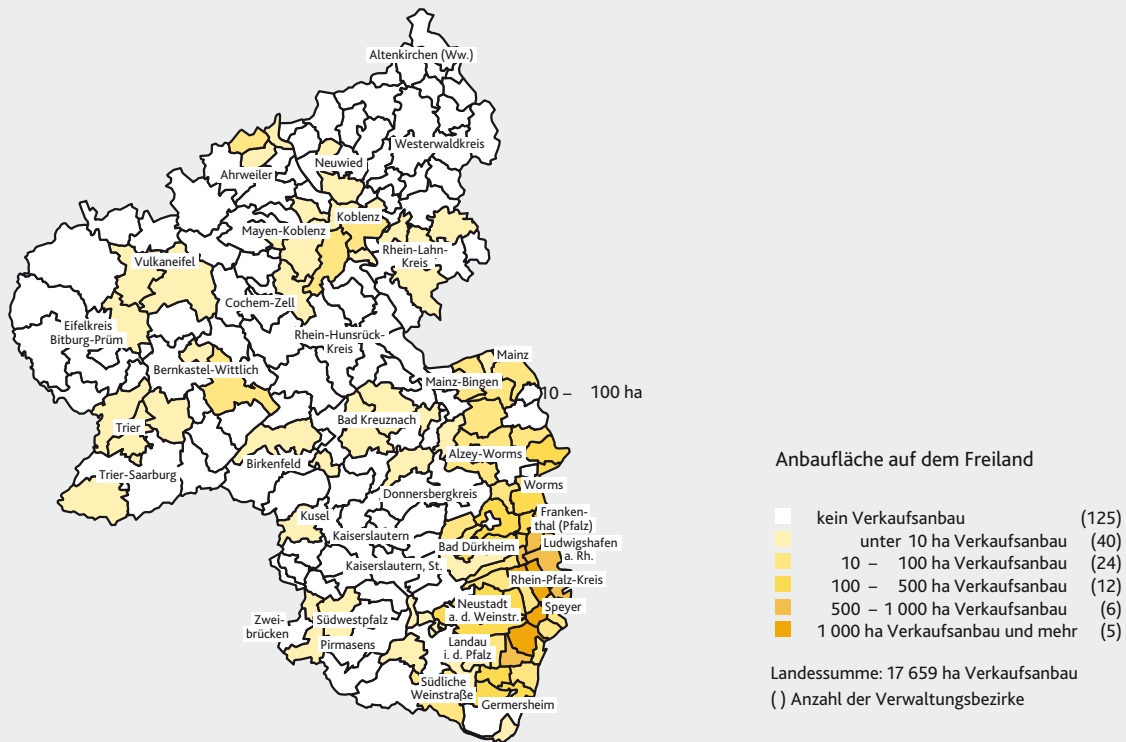 Altenkirchen (Ww.)
Westerwaldkreis
Neuwied
Ahrweiler
Koblenz
Mayen-Koblenz
Rhein-Lahn-
Kreis
Vulkaneifel
Cochem-Zell
Eifelkreis
Bitburg-Prüm
Rhein-Hunsrück-
Kreis
Mainz
Bernkastel-Wittlich
Mainz-Bingen
10 – 100 ha
Bad Kreuznach
Trier
Alzey-Worms
Birkenfeld
Trier-Saarburg
Worms
Donnersbergkreis
Kusel
Franken-
thal (Pfalz)
Kaiserslautern
Bad Dürkheim
Ludwigshafen
a. Rh.
Kaiserslautern, St.
Rhein-Pfalz-Kreis
Neustadt
a. d. Weinstr.
Speyer
Zwei-
brücken
Südwestpfalz
Pirmasens
Landau
i. d. Pfalz
Südliche
Weinstraße
Germersheim
Anbaufläche auf dem Freiland
kein Verkaufsanbau (125)
unter 10 ha Verkaufsanbau (40)
10 – 100 ha Verkaufsanbau (24)
100 – 500 ha Verkaufsanbau (12)
500 – 1 000 ha Verkaufsanbau (6)
1 000 ha Verkaufsanbau und mehr (5)
Landessumme: 17 659 ha Verkaufsanbau
( ) Anzahl der Verwaltungsbezirke